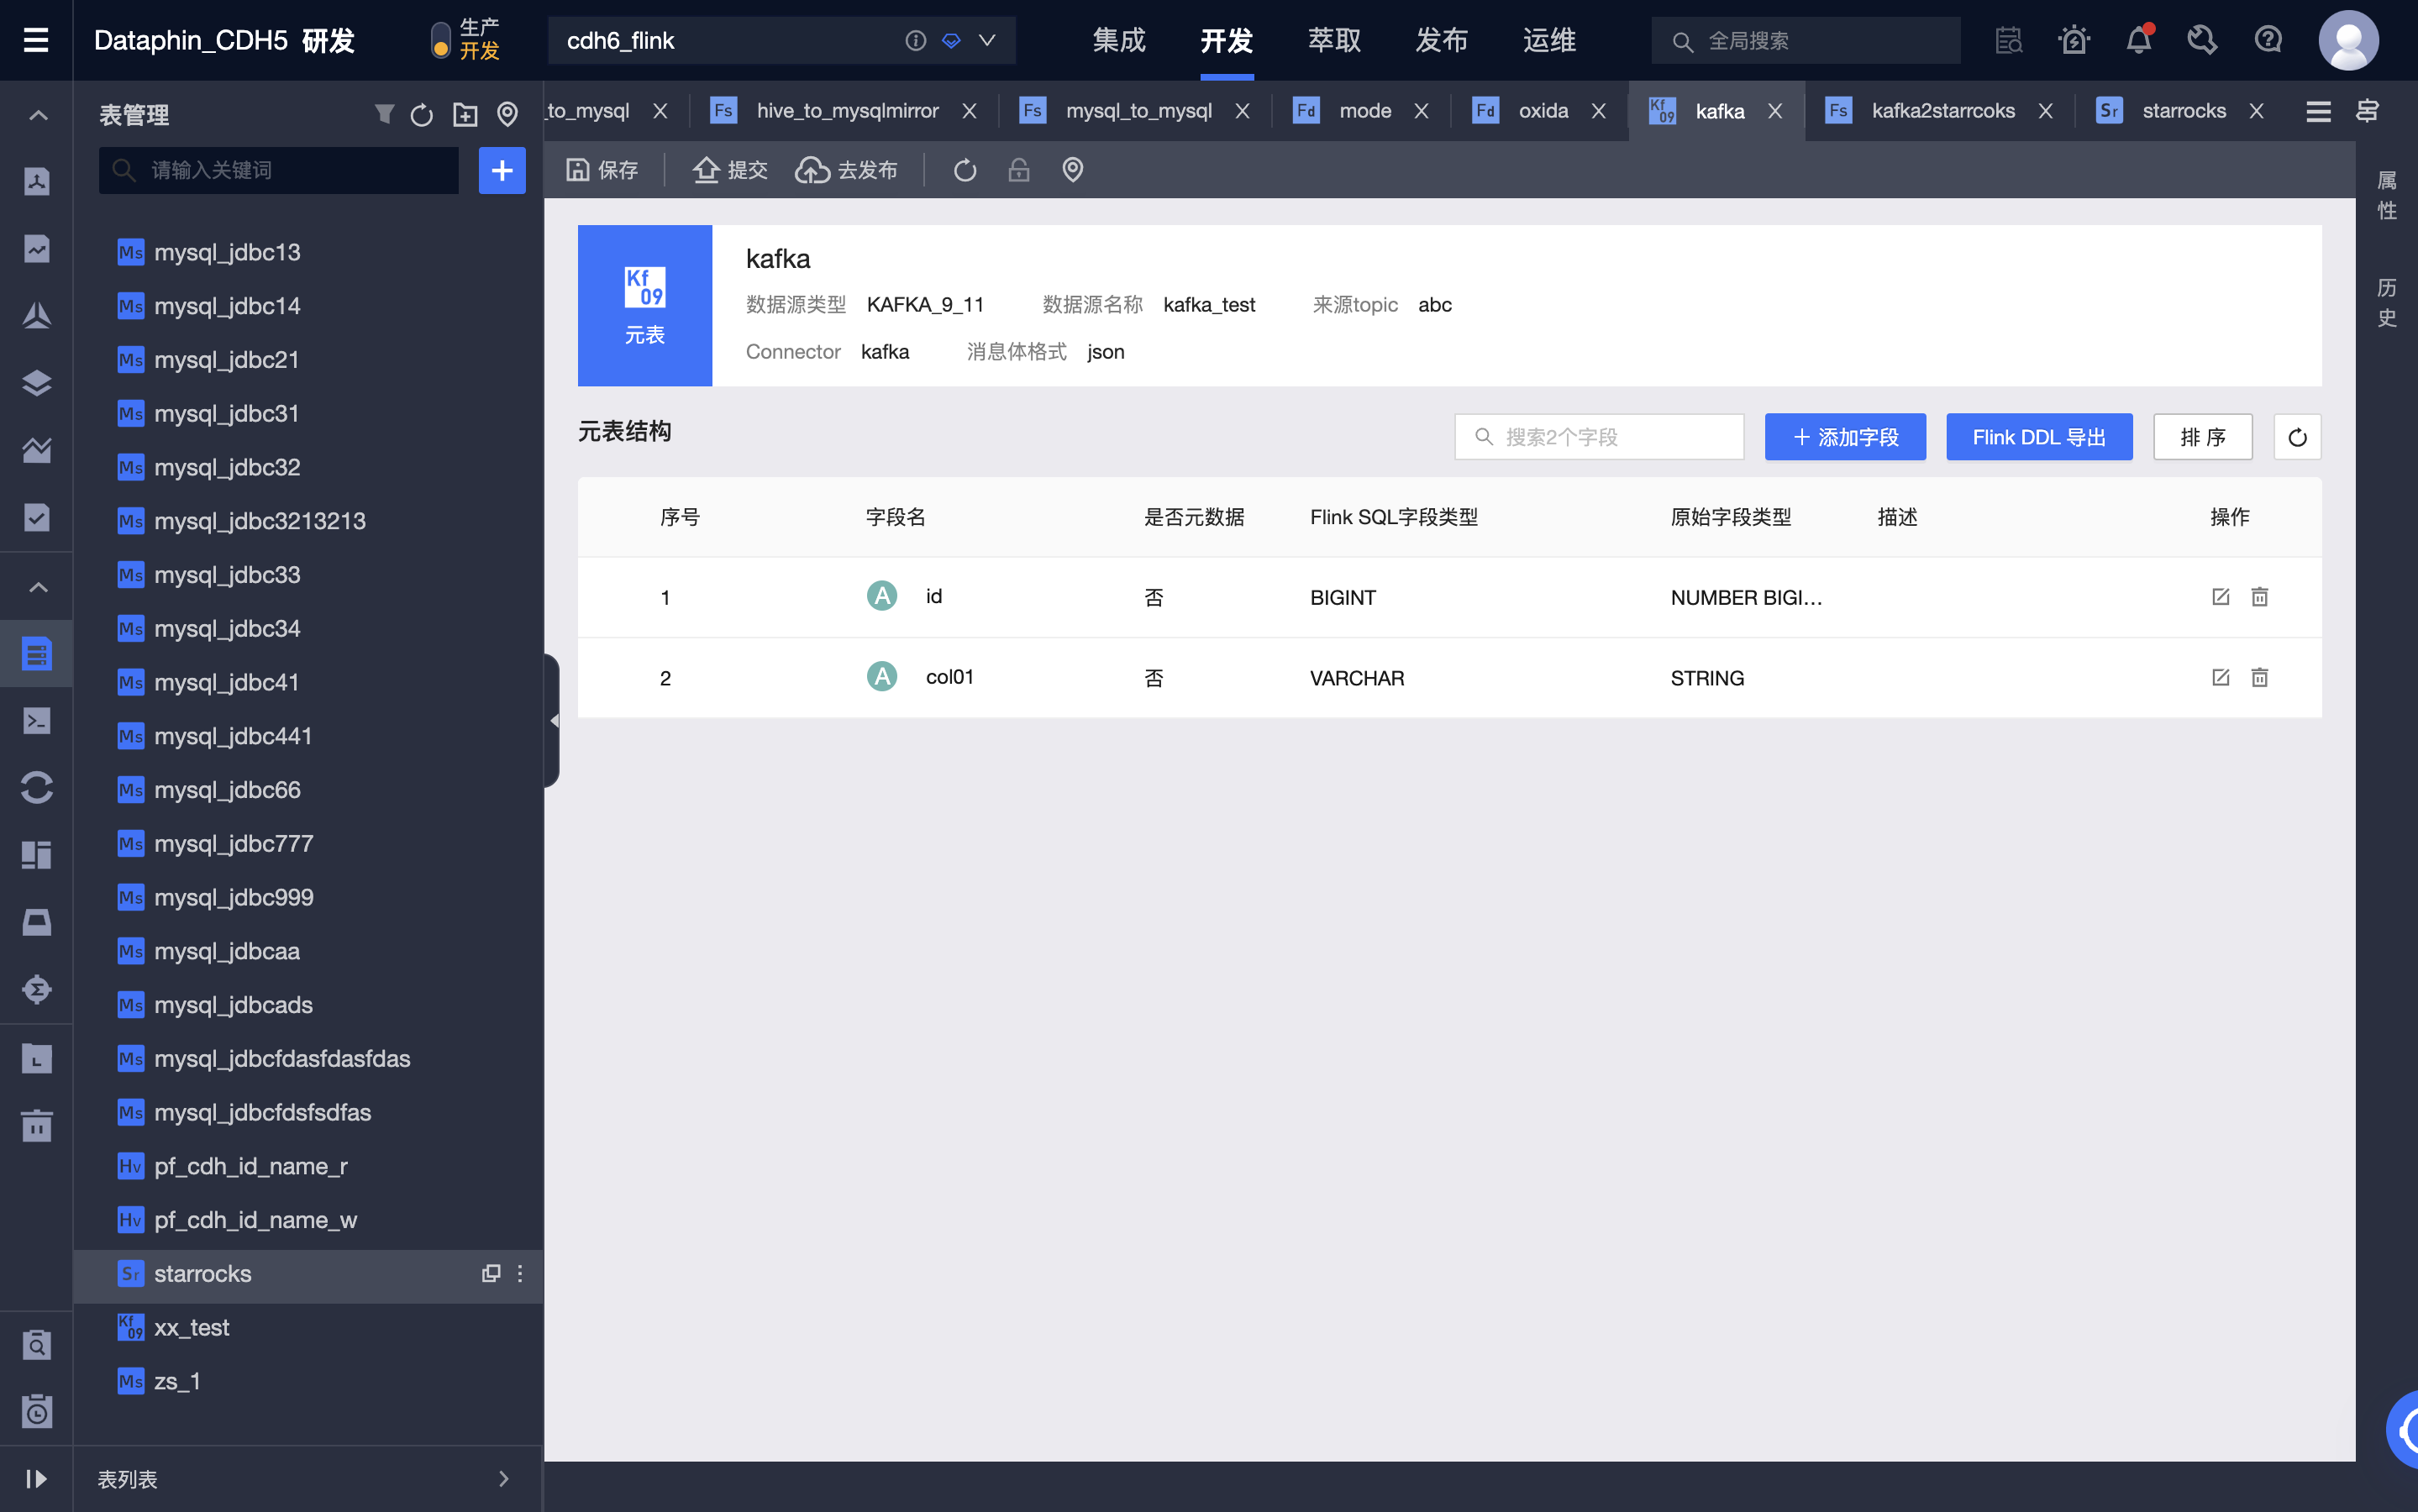 Dataphin_CDH5 研发
生产
开发
cdh6_flink
集成
开发
萃取
发布
运维
全局搜索
表管理
请输入关键词
_to_mysql
Fs hive_to_mysqlmirror
Fs mysql_to_mysql
Fd mode
Fd oxida
Kf 09 kafka
Fs kafka2starrcoks
Sr starrocks
保存
提交
去发布
属性
历史
Ms mysql_jdbc13
Ms mysql_jdbc14
Ms mysql_jdbc21
Ms mysql_jdbc31
Ms mysql_jdbc32
Ms mysql_jdbc3213213
Ms mysql_jdbc33
Ms mysql_jdbc34
Ms mysql_jdbc41
Ms mysql_jdbc441
Ms mysql_jdbc66
Ms mysql_jdbc777
Ms mysql_jdbc999
Ms mysql_jdbcaa
Ms mysql_jdbcads
Ms mysql_jdbcfdasfdasfdas
Ms mysql_jdbcfdsfsdfas
Hv pf_cdh_id_name_r
Hv pf_cdh_id_name_w
Sr starrocks
Kf 09 xx_test
Ms zs_1
表列表
Kf 09
元表
kafka
数据源类型 KAFKA_9_11 数据源名称 kafka_test 来源topic abc
Connector kafka 消息体格式 json
元表结构
搜索2个字段
添加字段
Flink DDL 导出
排 序
序号 字段名 是否元数据 Flink SQL字段类型 原始字段类型 描述 操作
1 A id 否 BIGINT NUMBER BIGI...
2 A col01 否 VARCHAR STRING